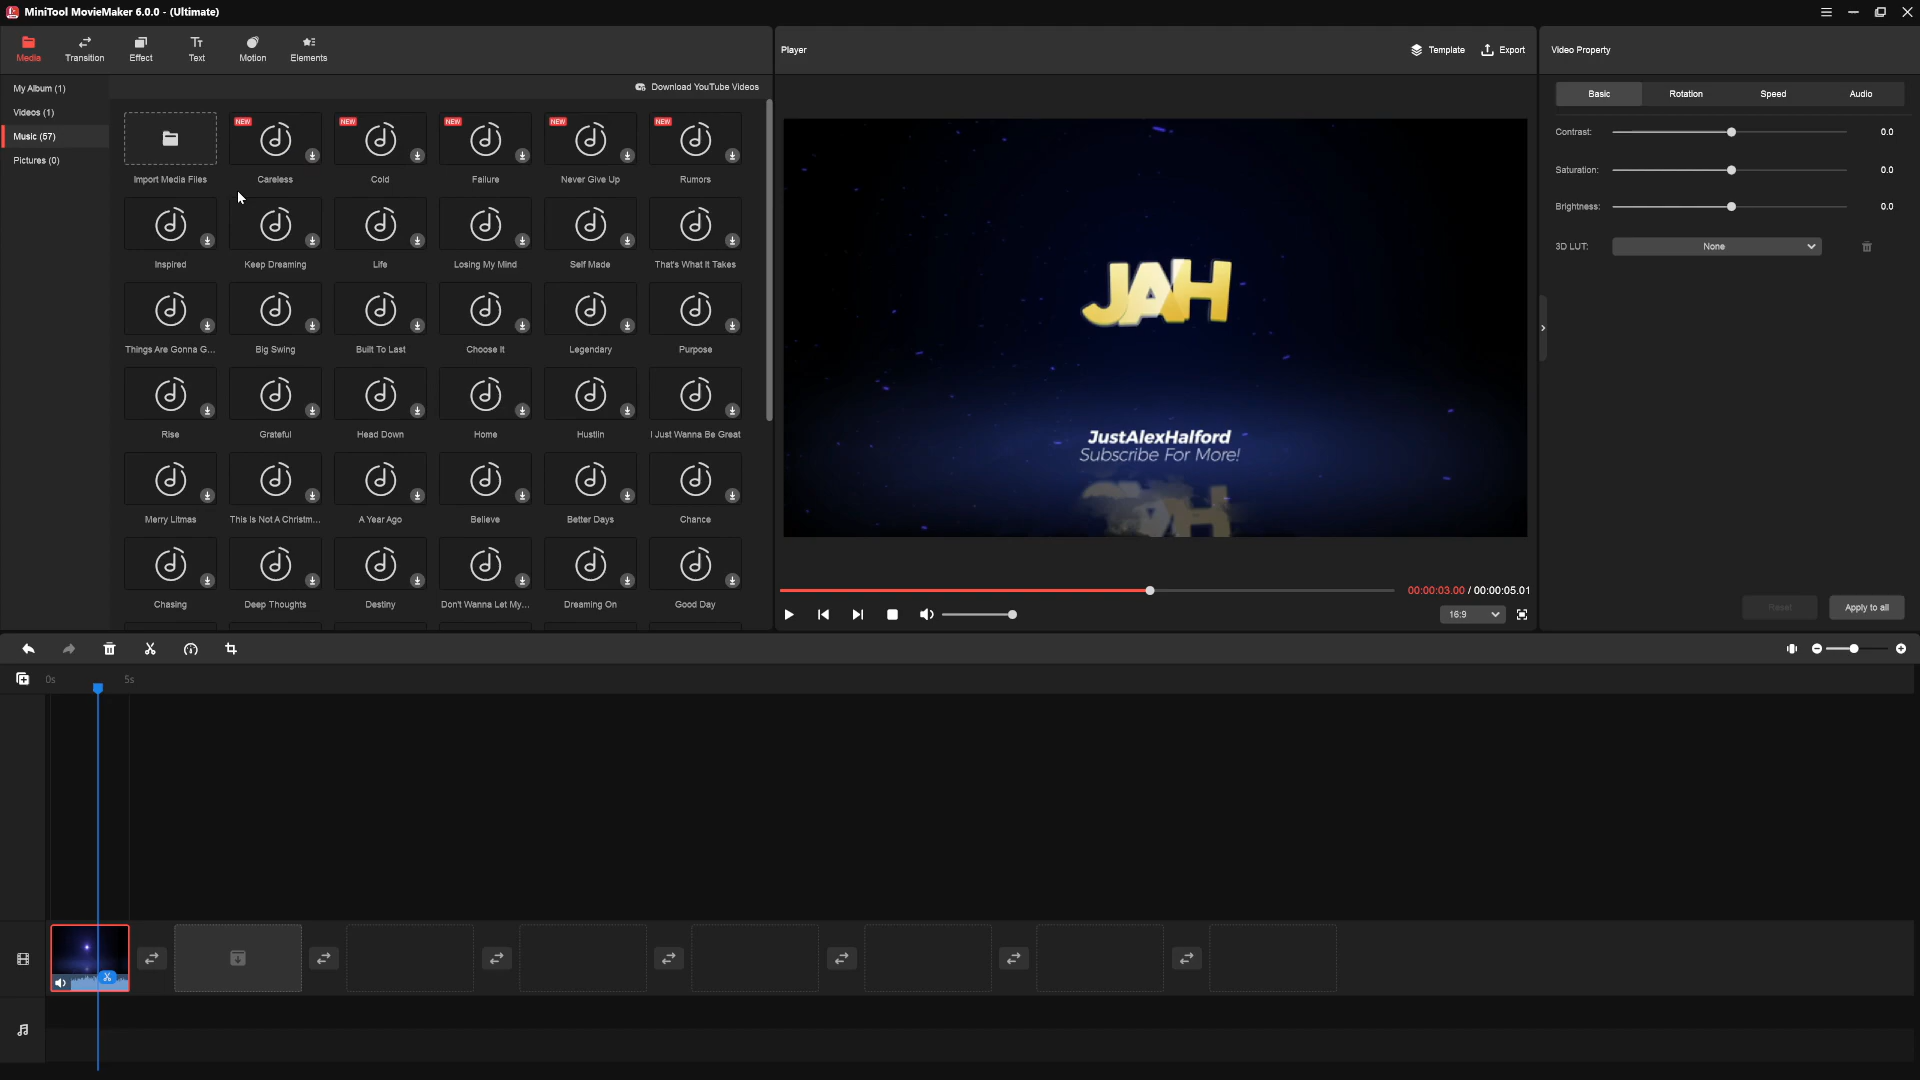 MiniTool MovieMaker 6.0.0 - (Ultimate)
Media
Transition
Effect
Text
Motion
Elements
Player
Template
Export
Video Property
My Album (1)
Videos (1)
Music (57)
Pictures (0)
Download YouTube Videos
Import Media Files
NEW
Careless
NEW
Cold
NEW
Failure
NEW
Never Give Up
NEW
Rumors
Inspired
Keep Dreaming
Life
Losing My Mind
Self Made
That's What It Takes
Things Are Gonna G...
Big Swing
Built To Last
Choose It
Legendary
Purpose
Rise
Grateful
Head Down
Home
Hustlin
I Just Wanna Be Great
Merry Litmas
This Is Not A Christm...
A Year Ago
Believe
Better Days
Chance
Chasing
Deep Thoughts
Destiny
Don't Wanna Let My...
Dreaming On
Good Day
JAH
JustAlexHalford
Subscribe For More!
00:00:03.00 / 00:00:05.01
16:9
Basic
Rotation
Speed
Audio
Contrast:
0.0
Saturation:
0.0
Brightness:
0.0
3D LUT:
None
Reset
Apply to all
0s
5s